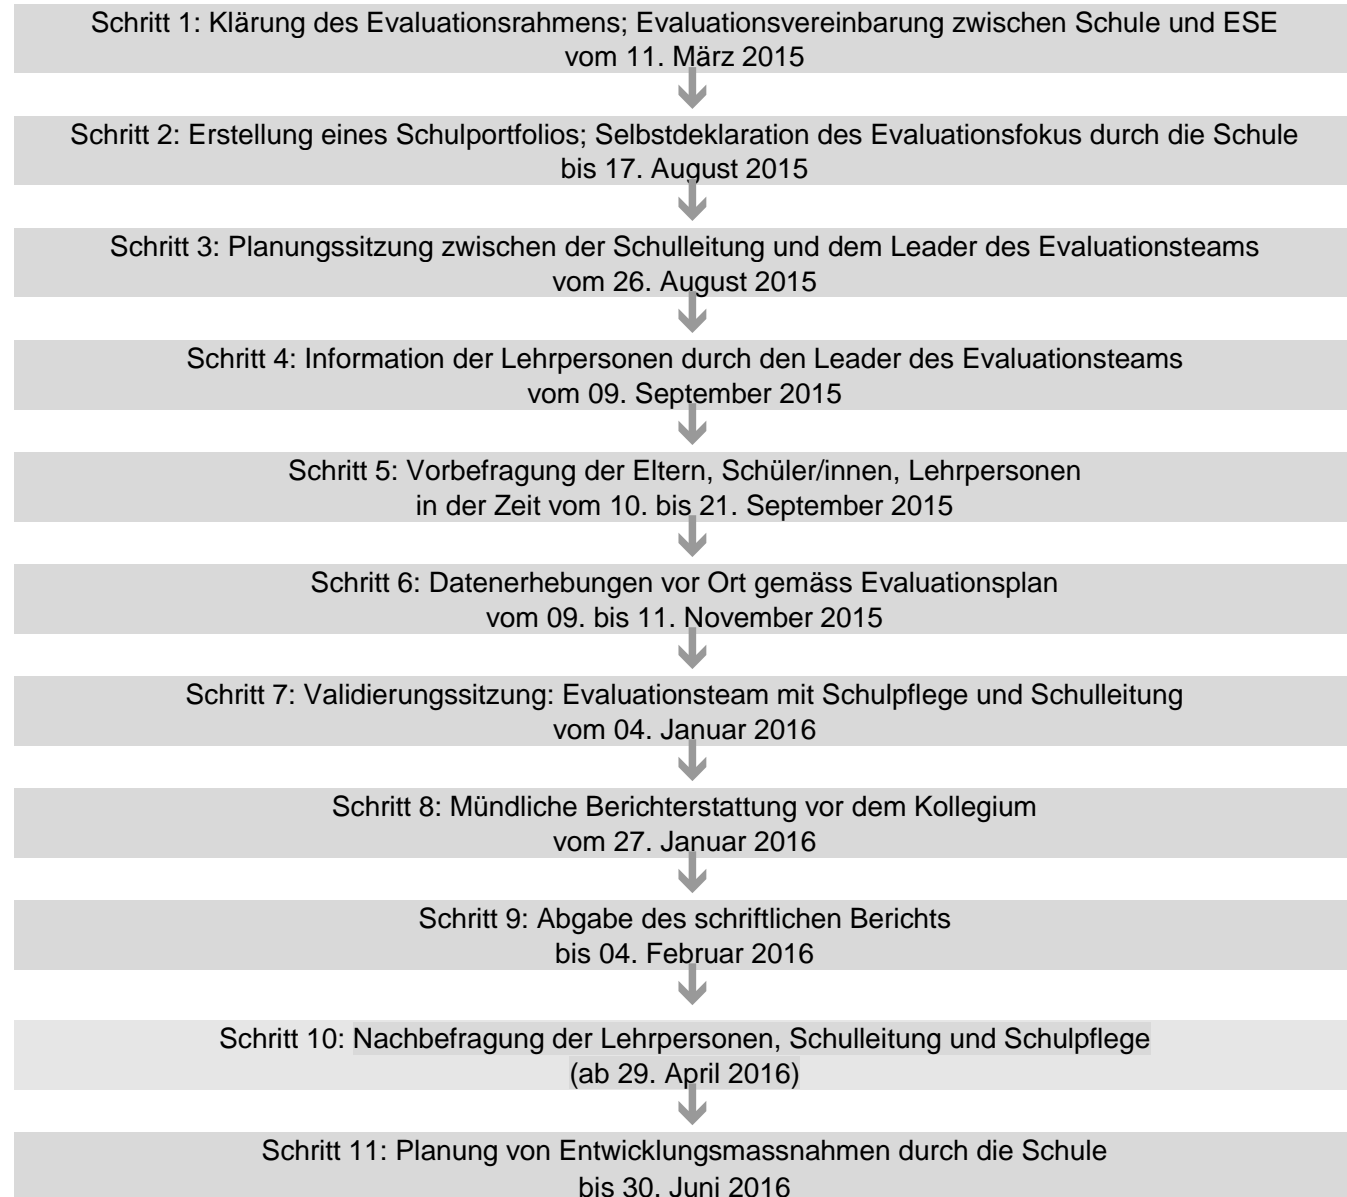 Schritt 1: Klärung des Evaluationsrahmens; Evaluationsvereinbarung zwischen Schule und ESE
vom 11. März 2015
Schritt 2: Erstellung eines Schulportfolios; Selbstdeklaration des Evaluationsfokus durch die Schule
bis 17. August 2015
Schritt 3: Planungssitzung zwischen der Schulleitung und dem Leader des Evaluationsteams
vom 26. August 2015
Schritt 4: Information der Lehrpersonen durch den Leader des Evaluationsteams
vom 09. September 2015
Schritt 5: Vorbefragung der Eltern, Schüler/innen, Lehrpersonen
in der Zeit vom 10. bis 21. September 2015
Schritt 6: Datenerhebungen vor Ort gemäss Evaluationsplan
vom 09. bis 11. November 2015
Schritt 7: Validierungssitzung: Evaluationsteam mit Schulpflege und Schulleitung
vom 04. Januar 2016
Schritt 8: Mündliche Berichterstattung vor dem Kollegium
vom 27. Januar 2016
Schritt 9: Abgabe des schriftlichen Berichts
bis 04. Februar 2016
Schritt 10: Nachbefragung der Lehrpersonen, Schulleitung und Schulpflege
(ab 29. April 2016)
Schritt 11: Planung von Entwicklungsmassnahmen durch die Schule
bis 30. Juni 2016